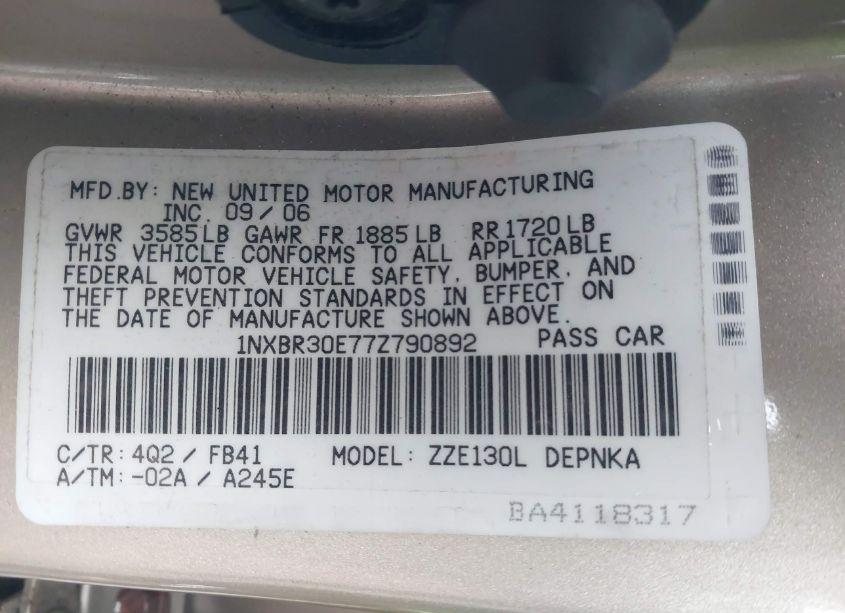 MFD.BY: NEW UNITED MOTOR MANUFACTURING
INC. 09/06
GVWR 3585LB GAWR FR 1885LB RR 1720LB
THIS VEHICLE CONFORMS TO ALL APPLICABLE
FEDERAL MOTOR VEHICLE SAFETY, BUMPER, AND
THEFT PREVENTION STANDARDS IN EFFECT ON
THE DATE OF MANUFACTURE SHOWN ABOVE.
1NXBR30E77Z790892 PASS CAR
C/TR: 4Q2 / FB41 MODEL: ZZE130L DEPNKA
A/TM: -02A / A245E
BA4118317